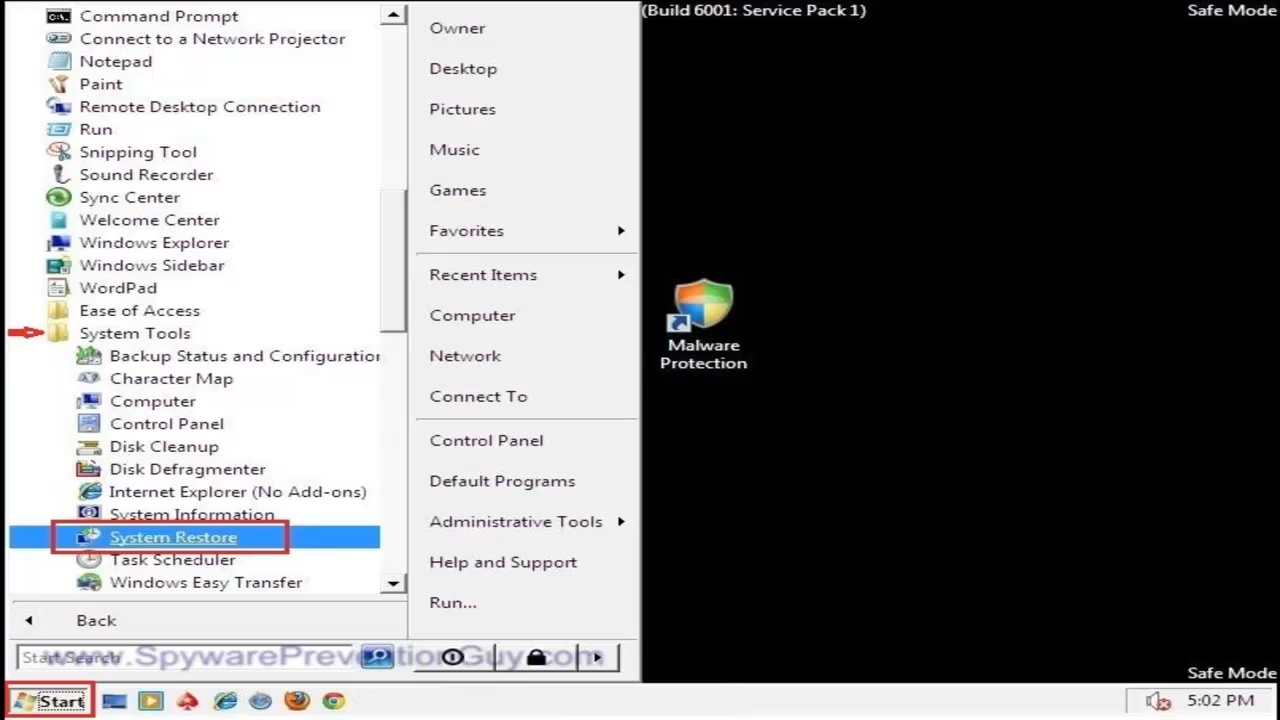 (Build 6001: Service Pack 1)
Safe Mode
Command Prompt
Connect to a Network Projector
Notepad
Paint
Remote Desktop Connection
Run
Snipping Tool
Sound Recorder
Sync Center
Welcome Center
Windows Explorer
Windows Sidebar
WordPad
Ease of Access
System Tools
Backup Status and Configuration
Character Map
Computer
Control Panel
Disk Cleanup
Disk Defragmenter
Internet Explorer (No Add-ons)
System Information
System Restore
Task Scheduler
Windows Easy Transfer
Back
Start Search
www.SpywarePreventionGuy.com
Owner
Desktop
Pictures
Music
Games
Favorites
Recent Items
Computer
Network
Connect To
Control Panel
Default Programs
Administrative Tools
Help and Support
Run...
Malware
Protection
Safe Mode
Start
5:02 PM